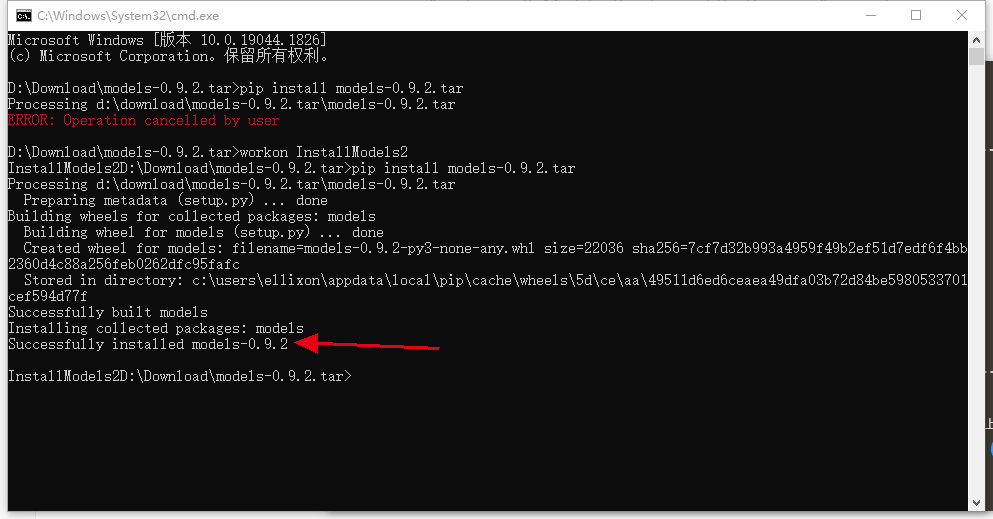 C:\Windows\System32\cmd.exe
Microsoft Windows [版本 10.0.19044.1826]
(c) Microsoft Corporation。保留所有权利。
D:\Download\models-0.9.2.tar>pip install models-0.9.2.tar
Processing d:\download\models-0.9.2.tar\models-0.9.2.tar
ERROR: Operation cancelled by user
D:\Download\models-0.9.2.tar>workon InstallModels2
InstallModels2D:\Download\models-0.9.2.tar>pip install models-0.9.2.tar
Processing d:\download\models-0.9.2.tar\models-0.9.2.tar
Preparing metadata (setup.py) ... done
Building wheels for collected packages: models
Building wheel for models (setup.py) ... done
Created wheel for models: filename=models-0.9.2-py3-none-any.whl size=22036 sha256=7cf7d32b993a4959f49b2ef51d7edf6f4bb
2360d4c88a256feb0262dfc95fafc
Stored in directory: c:\users\ellixon\appdata\local\pip\cache\wheels\5d\ce\aa\49511d6ed6ceaea49dfa03b72d84be5980533701
cef594d77f
Successfully built models
Installing collected packages: models
Successfully installed models-0.9.2
InstallModels2D:\Download\models-0.9.2.tar>